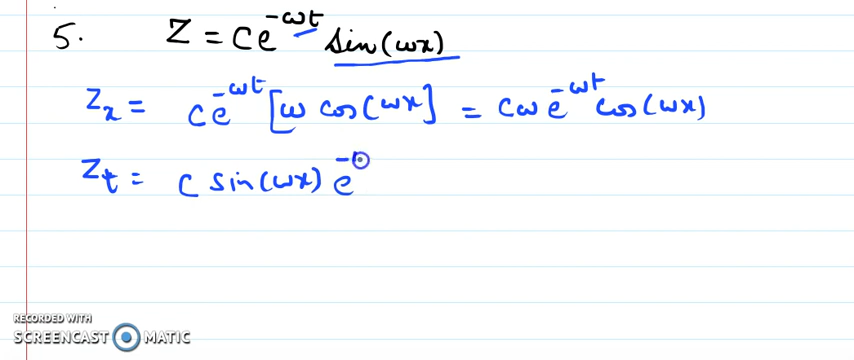 5. Z = ce^{-ωt} sin(ωx)
Z_x = ce^{-ωt} [ω cos(ωx)] = cω e^{-ωt} cos(ωx)
Z_t = c sin(ωx) e^-
RECORDED WITH
SCREENCAST MATIC